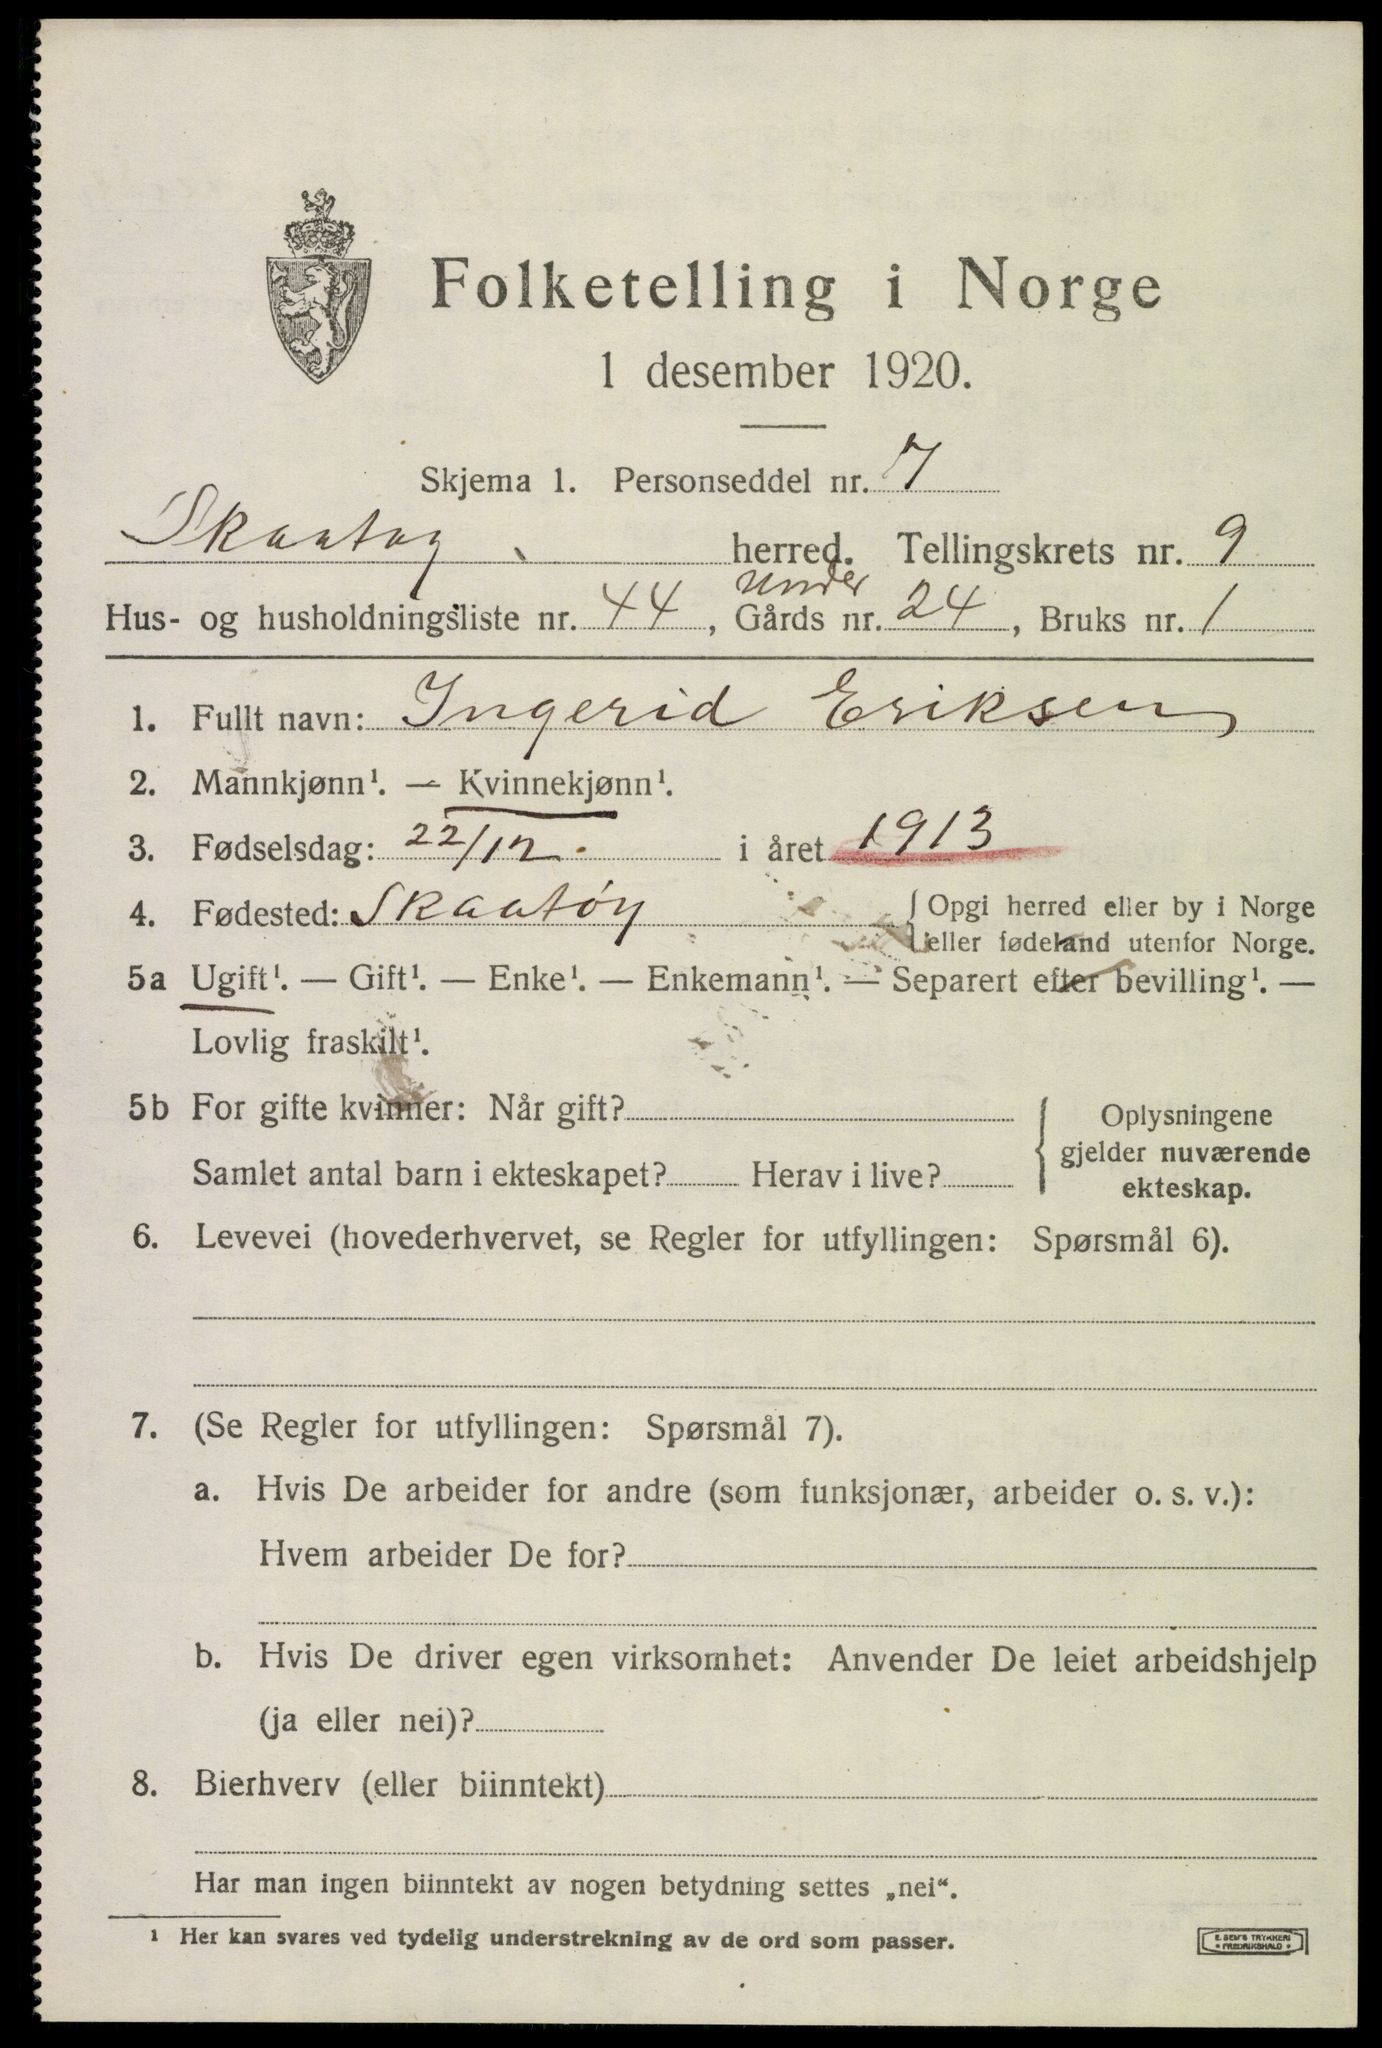 Folketelling i Norge
1 desember 1920.
Skjema 1. Personseddel nr. 7
Skaatøy herred. Tellingskrets nr. 9
under
Hus- og husholdningsliste nr. 44, Gårds nr. 24, Bruks nr. 1
1. Fullt navn: Ingerid Eriksen
2. Mannkjønn¹. — Kvinnekjønn¹.
3. Fødselsdag: 22/12. i året 1913
4. Fødested: Skaatøy { Opgi herred eller by i Norge
eller fødeland utenfor Norge.
5a Ugift¹. — Gift¹. — Enke¹. — Enkemann¹. — Separert efter bevilling¹. —
Lovlig fraskilt¹.
5b For gifte kvinner: Når gift?
Samlet antal barn i ekteskapet? Herav i live?
{ Oplysningene
gjelder nuværende
ekteskap.
6. Levevei (hovederhvervet, se Regler for utfyllingen: Spørsmål 6).
7. (Se Regler for utfyllingen: Spørsmål 7).
a. Hvis De arbeider for andre (som funksjonær, arbeider o. s. v.):
Hvem arbeider De for?
b. Hvis De driver egen virksomhet: Anvender De leiet arbeidshjelp
(ja eller nei)?
8. Bierhverv (eller biinntekt)
Har man ingen biinntekt av nogen betydning settes „nei“.
¹ Her kan svares ved tydelig understrekning av de ord som passer.
E. SEM'S TRYKKERI
• FREDRIKSHALD •